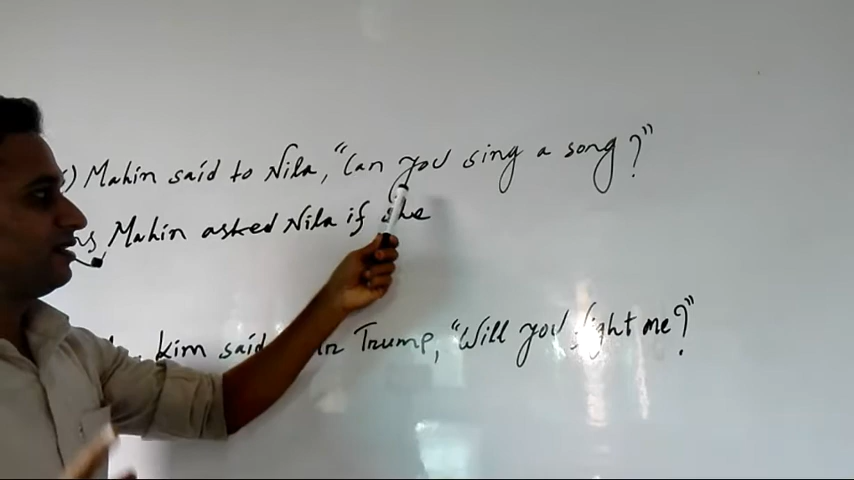 Mahin said to Nila, "Can you sing a song?"
Mahin asked Nila if she
Kim said Trump, "Will you fight me?"